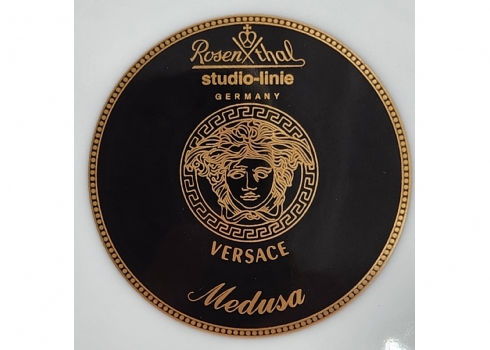 Rosenthal
studio-linie
GERMANY
VERSACE
Medusa